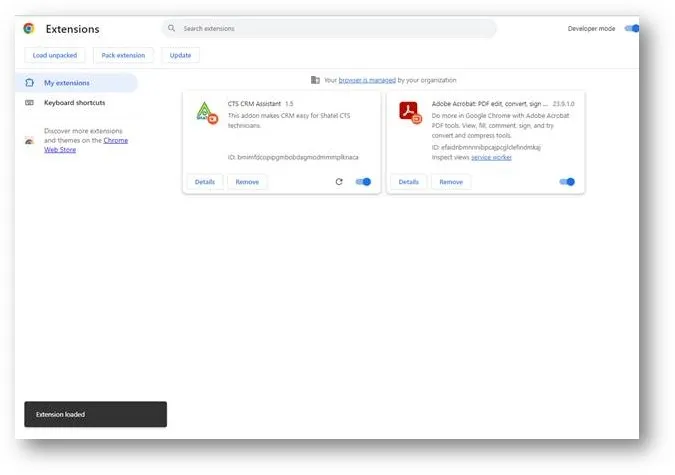 Extensions
Search extensions
Developer mode
Load unpacked
Pack extension
Update
My extensions
Keyboard shortcuts
Discover more extensions
and themes on the Chrome
Web Store
Your browser is managed by your organization
CTS CRM Assistant 1.5
This addon makes CRM easy for Shatel CTS
technicians.
ID:
Details
Remove
Adobe Acrobat: PDF edit, convert, sign ... 23.9.1.0
Do more in Google Chrome with Adobe Acrobat
PDF tools. View, fill, comment, sign, and try
convert and compress tools.
ID: efaidnbmnnnibpcajpcglclefindmkaj
Inspect views service worker
Details
Remove
Extension loaded